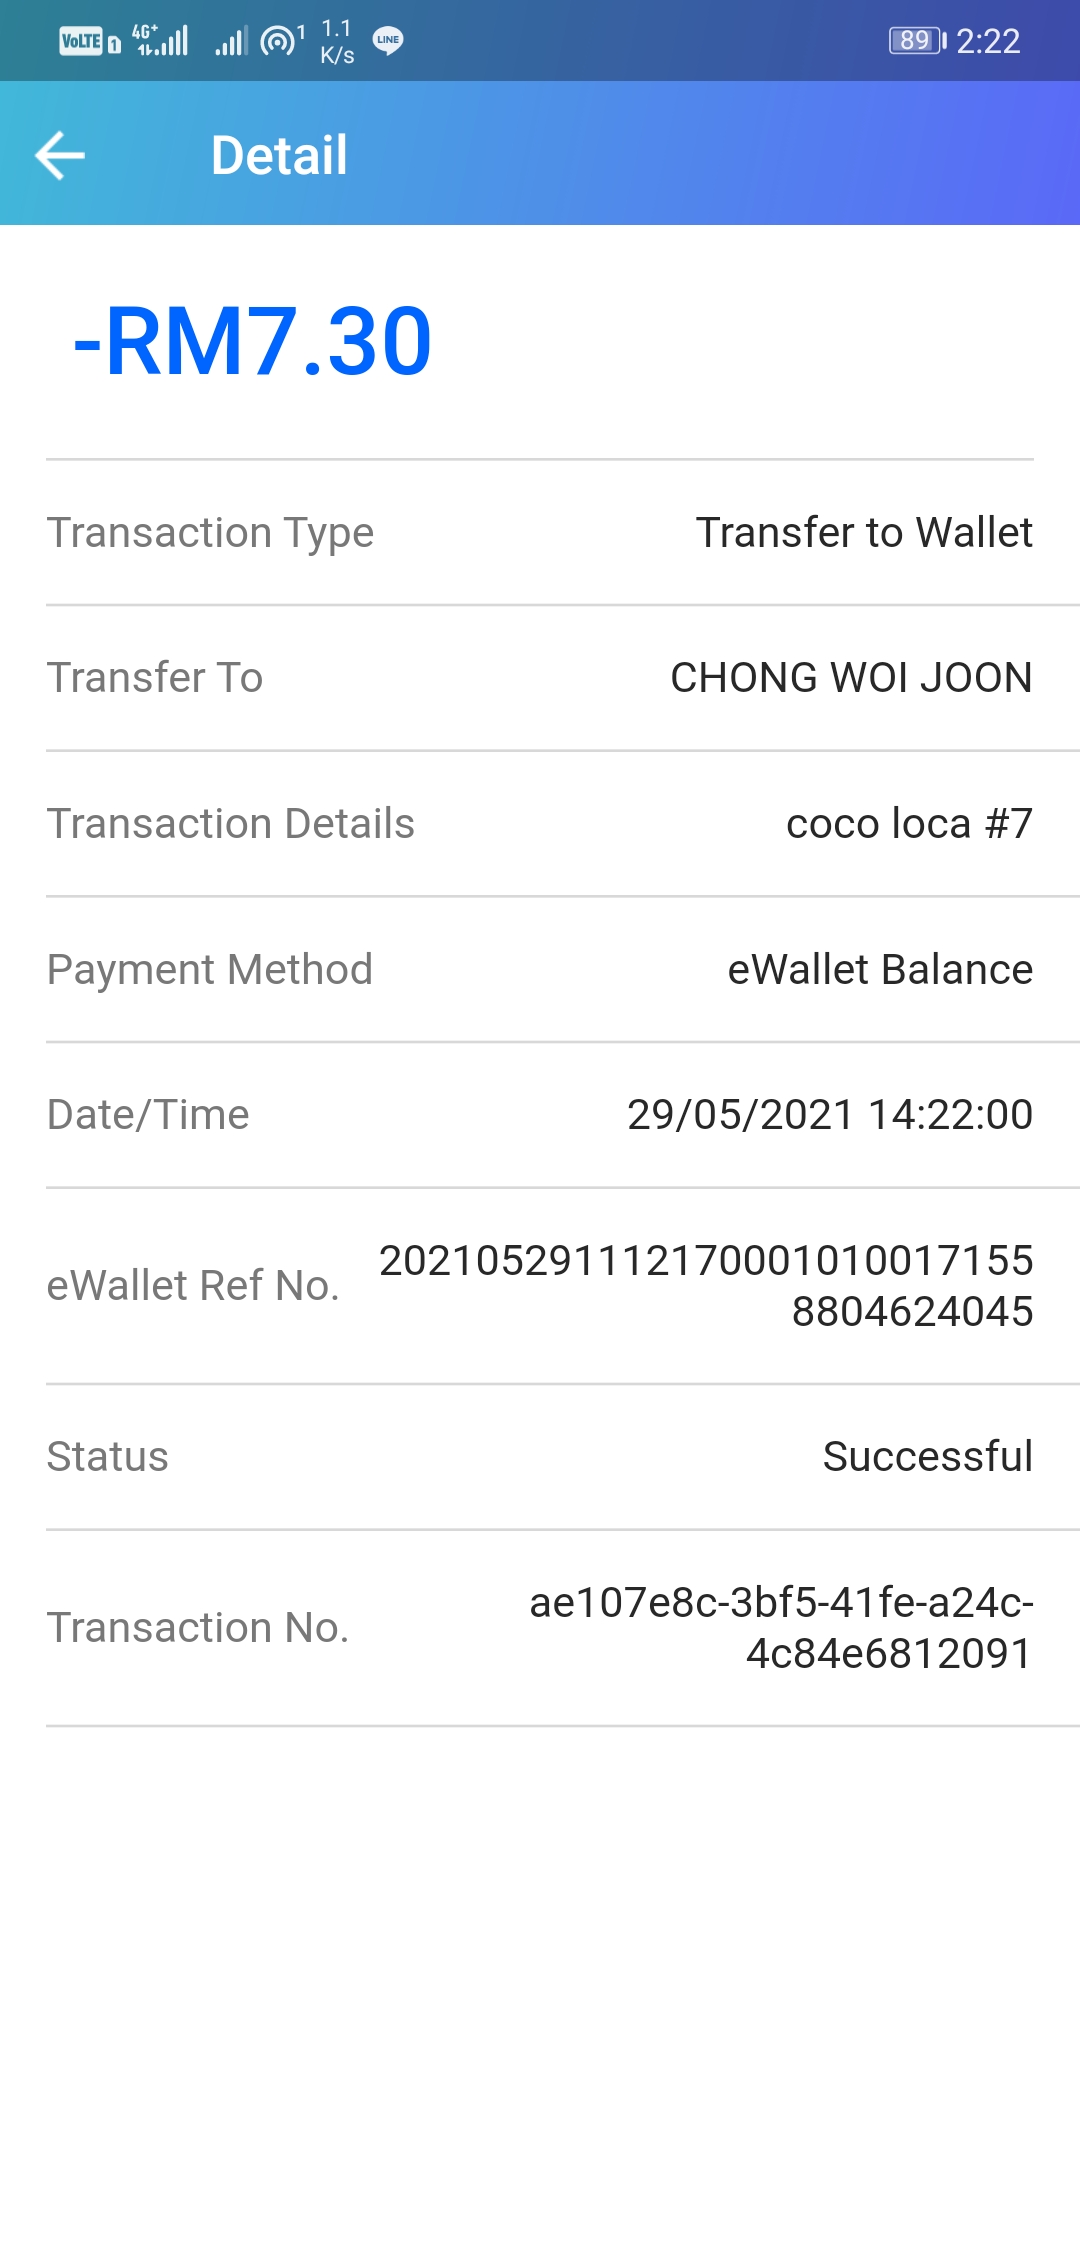 VoLTE 1 4G+ 1 1.1 K/s LINE 89 2:22
Detail
-RM7.30
Transaction Type Transfer to Wallet
Transfer To CHONG WOI JOON
Transaction Details coco loca #7
Payment Method eWallet Balance
Date/Time 29/05/2021 14:22:00
eWallet Ref No. 202105291112170001010017155
8804624045
Status Successful
Transaction No. ae107e8c-3bf5-41fe-a24c-
4c84e6812091